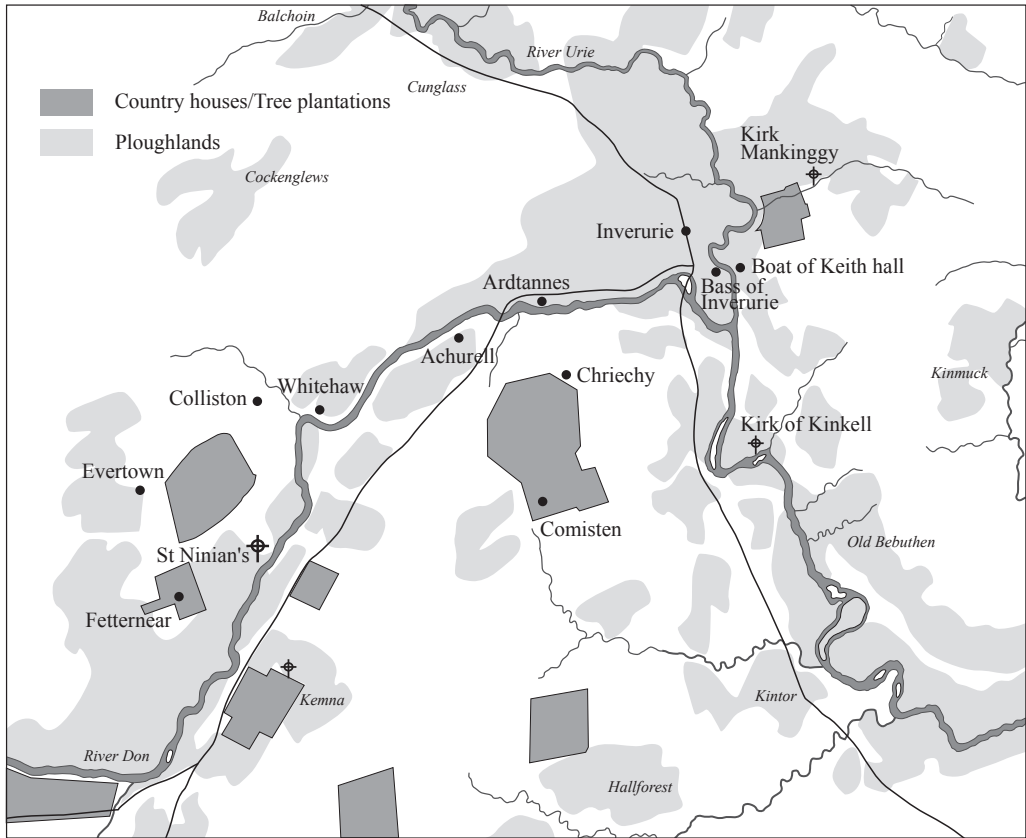 Balchoin
River Urie
Cunglass
Country houses/Tree plantations
Ploughlands
Kirk
Mankinggy
Cockenglews
Inverurie
Boat of Keith hall
Bass of
Inverurie
Ardtannes
Achurell
Chriechy
Kinmuck
Whitehaw
Colliston
Kirk of Kinkell
Evertown
Comisten
Old Bebuthen
St Ninian's
Fetternear
Kemna
Kintor
River Don
Hallforest